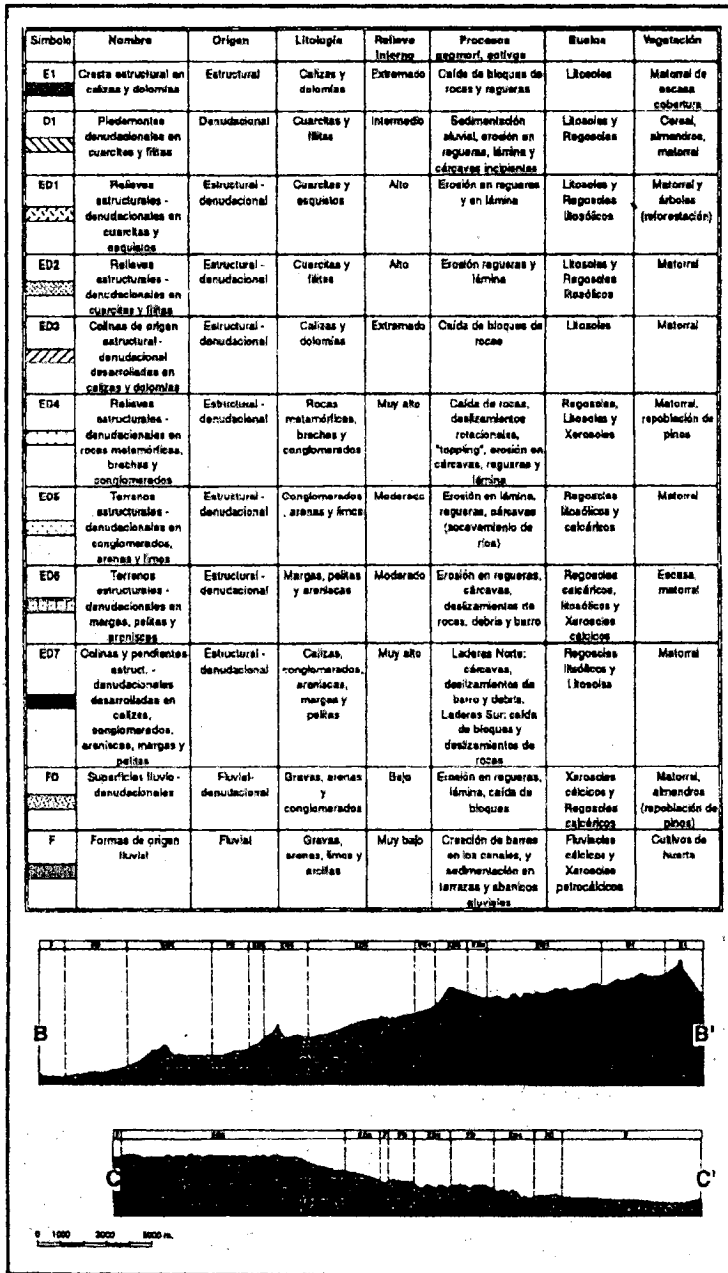 Símbolo Nombre Origen Litología Relieve Procesos Suelos Vegetación
interno geomorf. activos
E1 Cresta estructural en Estructural Calizas y Extremado Caída de bloques de Litosoles Matorral de
calizas y dolomías dolomías rocas y regueras escasa
cobertura
D1 Piedemontes Denudacional Cuarcitas y Intermedio Sedimentación Litosoles y Cereal,
denudacionales en filitas aluvial, erosión en Regosoles almendros,
cuarcitas y filitas regueras, lámina y matorral
cárcavas incipientes
ED1 Relieves Estructural - Cuarcitas y Alto Erosión en regueras Litosoles y Matorral y
estructurales - denudacional esquistos y en lámina Regosoles árboles
denudacionales en litosólicos (reforestación)
cuarcitas y
esquistos
ED2 Relieves Estructural - Cuarcitas y Alto Erosión regueras y Litosoles y Matorral
estructurales - denudacional filitas lámina Regosoles
denudacionales en litosólicos
cuarcitas y filitas
ED3 Colinas de origen Estructural - Calizas y Extremado Caída de bloques de Litosoles Matorral
estructural - denudacional dolomías rocas
denudacional
desarrolladas en
calizas y dolomías
ED4 Relieves Estructural - Rocas Muy alto Caída de rocas, Regosoles, Matorral,
estructurales - denudacional metamórficas, deslizamientos Litosoles y repoblación de
denudacionales en brechas y rotacionales, Xerosoles pinos
rocas metamórficas, conglomerados "toppling", erosión en
brechas y cárcavas, regueras y
conglomerados lámina
ED5 Terrenos Estructural - Conglomerados Moderado Erosión en lámina, Regosoles Matorral
estructurales - denudacional , arenas y limos regueras, cárcavas litosólicos y
denudacionales en (socavamiento de calcáricos
conglomerados, ríos)
arenas y limos
ED6 Terrenos Estructural - Margas, pelitas Moderado Erosión en regueras, Regosoles Escasa,
estructurales - denudacional y areniscas cárcavas, calcáricos, matorral
denudacionales en deslizamientos de litosólicos y
margas, pelitas y rocas, debris y barro Xerosoles
areniscas cálcicos
ED7 Colinas y pendientes Estructural - Calizas, Muy alto Laderas Norte: Regosoles Matorral
estruct. - denudacional conglomerados, cárcavas, litosólicos y
denudacionales areniscas, deslizamientos de Litosoles
desarrolladas en margas y barro y debris.
calizas, pelitas Laderas Sur: caída
conglomerados, de bloques y
areniscas, margas y deslizamientos de
pelitas rocas
FD Superficies fluvio - Fluvial- Gravas, arenas Bajo Erosión en regueras, Xerosoles Matorral,
denudacionales denudacional y lámina, caída de cálcicos y almendros
conglomerados bloques Regosoles (repoblación de
calcáricos pinos)
F Formas de origen Fluvial Gravas, Muy bajo Creación de barras Fluvisoles Cultivos de
fluvial arenas, limos y en los canales, y cálcicos y huerta
arcillas sedimentación en Xerosoles
terrazas y abanicos petrocálcicos
aluviales
B B'
C C'
0 1000 3000 5000 m.